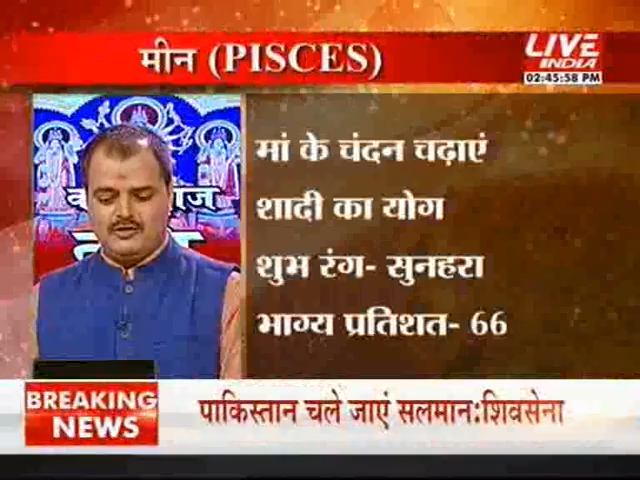 मीन (PISCES)
LIVE
INDIA
02:45:58 PM
मां के चंदन चढ़ाएं
शादी का योग
शुभ रंग- सुनहरा
भाग्य प्रतिशत- 66
BREAKING
NEWS
पाकिस्तान चले जाएं सलमान:शिवसेना